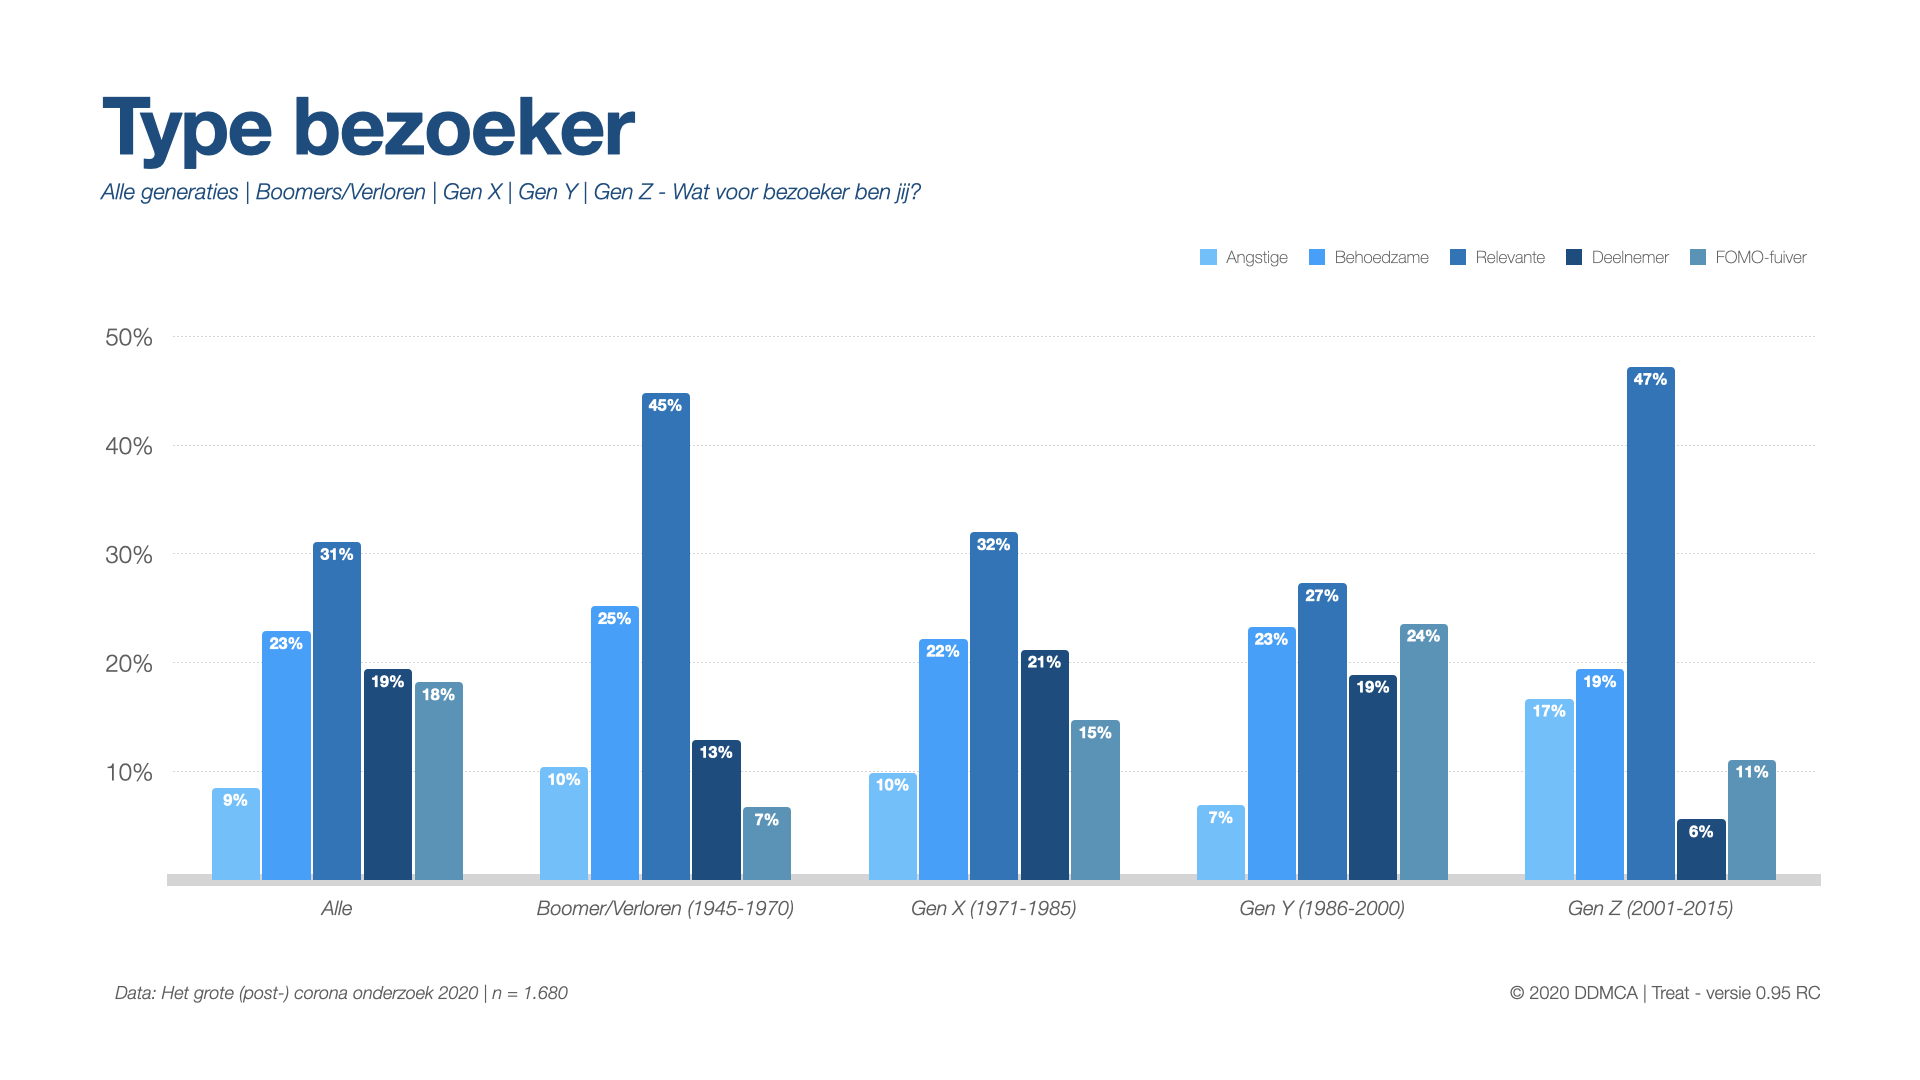 Type bezoeker
Alle generaties | Boomers/Verloren | Gen X | Gen Y | Gen Z - Wat voor bezoeker ben jij?
Angstige Behoedzame Relevante Deelnemer FOMO-fuiver
50%
40%
30%
20%
10%
9% 23% 31% 19% 18%
10% 25% 45% 13% 7%
10% 22% 32% 21% 15%
7% 23% 27% 19% 24%
17% 19% 47% 6% 11%
Alle Boomer/Verloren (1945-1970) Gen X (1971-1985) Gen Y (1986-2000) Gen Z (2001-2015)
Data: Het grote (post-) corona onderzoek 2020 | n = 1.680
© 2020 DDMCA | Treat - versie 0.95 RC